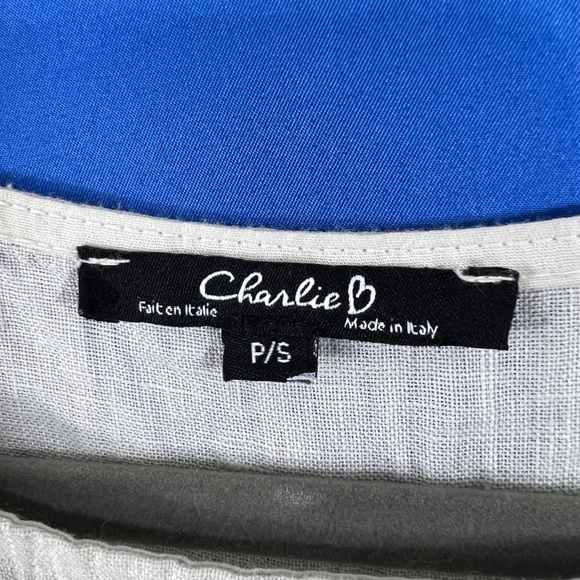 Charlie B
Fait en Italie
Made in Italy
P/S